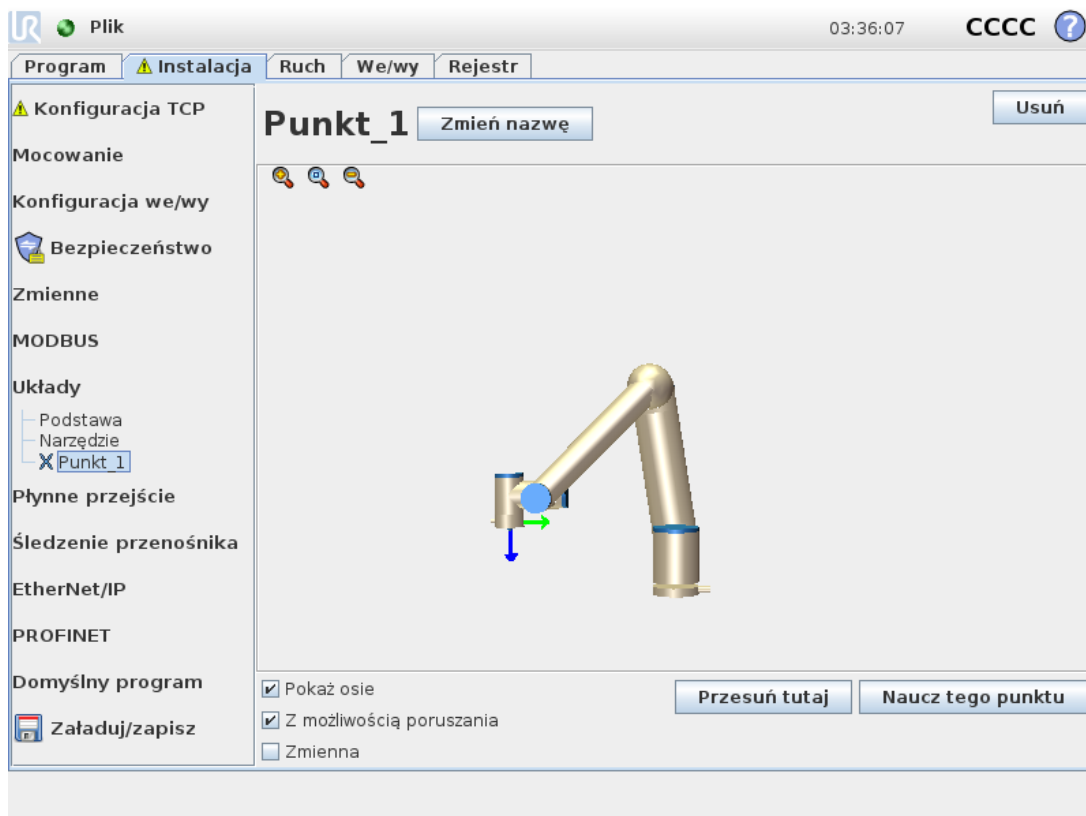 UR Plik 03:36:07 CCCC ?
Program Instalacja Ruch We/wy Rejestr
Konfiguracja TCP
Mocowanie
Konfiguracja we/wy
Bezpieczeństwo
Zmienne
MODBUS
Układy
Podstawa
Narzędzie
Punkt_1
Płynne przejście
Śledzenie przenośnika
EtherNet/IP
PROFINET
Domyślny program
Załaduj/zapisz
Punkt_1 Zmień nazwę Usuń
Pokaż osie
Z możliwością poruszania
Zmienna
Przesuń tutaj Naucz tego punktu